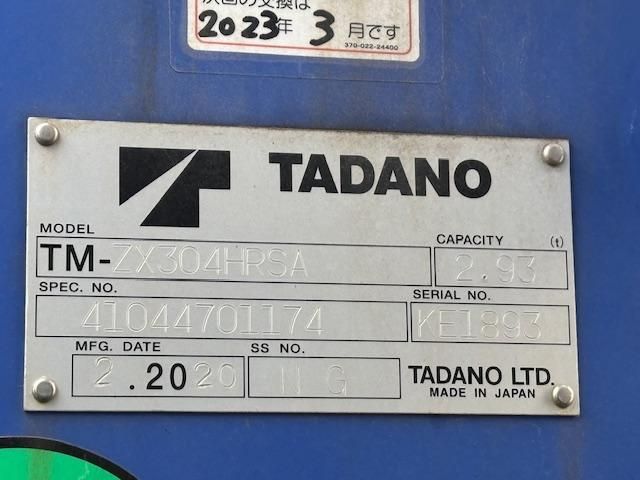 次回の交換は
2023年 3月です
370-022-24400
TADANO
MODEL
TM-ZX304HRSA
CAPACITY (t)
2.93
SPEC. NO.
41044701174
SERIAL NO.
KE1893
MFG. DATE
2.2020
SS NO.
11 G
TADANO LTD.
MADE IN JAPAN